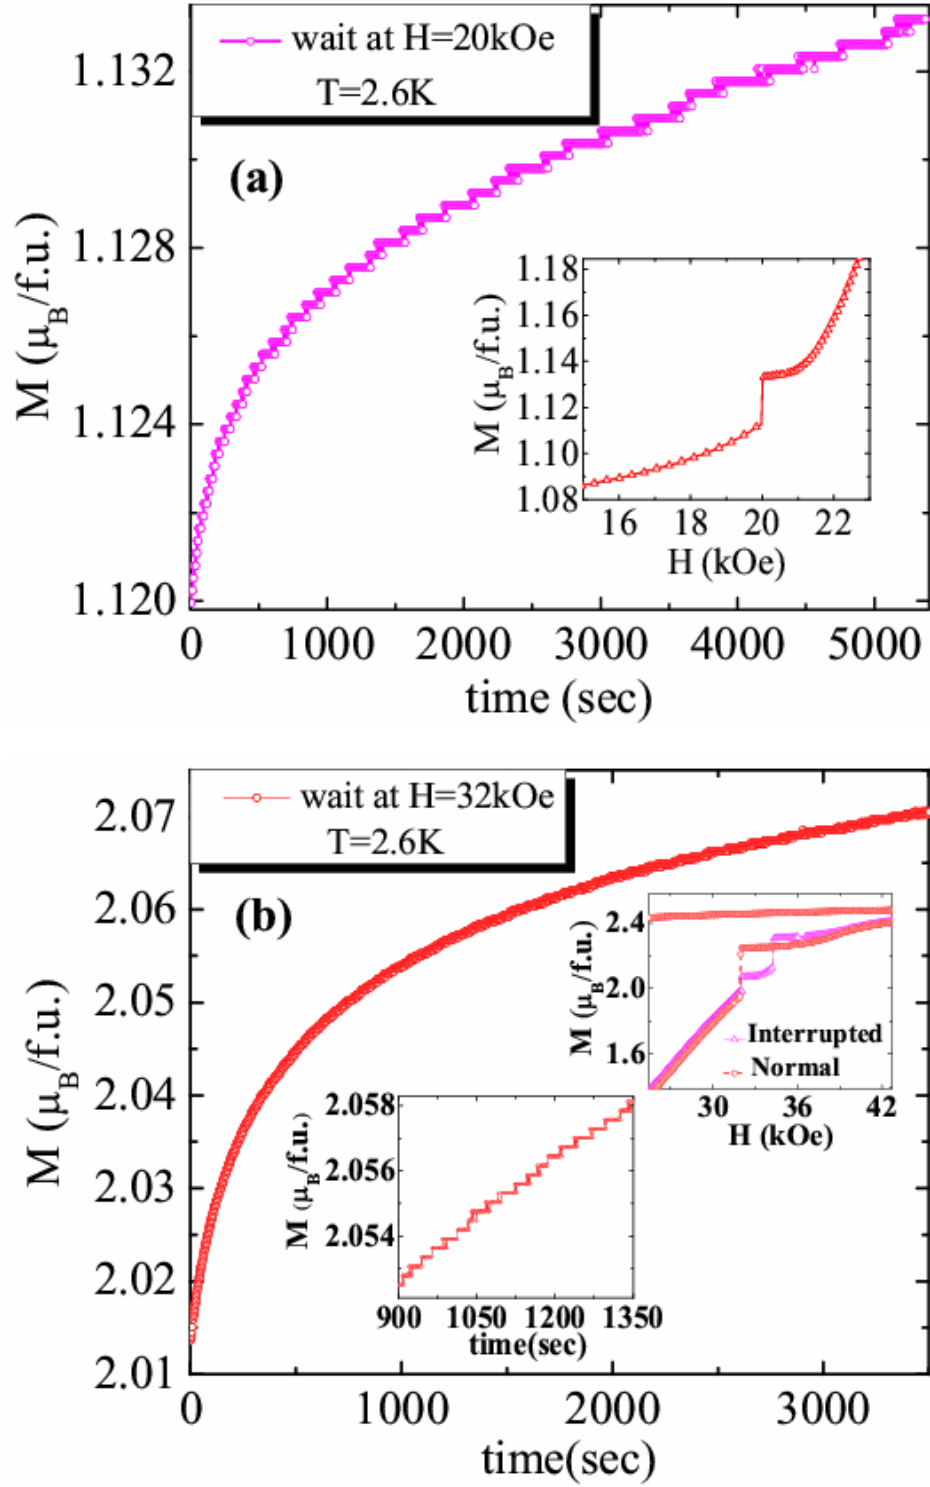 wait at H=20kOe
T=2.6K
(a)
M (μB/f.u.)
1.132
1.128
1.124
1.120
0 1000 2000 3000 4000 5000
time (sec)
M (μB/f.u.)
1.18
1.16
1.14
1.12
1.10
1.08
16 18 20 22
H (kOe)
wait at H=32kOe
T=2.6K
(b)
M (μB/f.u.)
2.07
2.06
2.05
2.04
2.03
2.02
2.01
0 1000 2000 3000
time(sec)
M (μB/f.u.)
2.4
2.0
1.6
Interrupted
Normal
30 36 42
H (kOe)
M (μB/f.u.)
2.058
2.056
2.054
900 1050 1200 1350
time(sec)